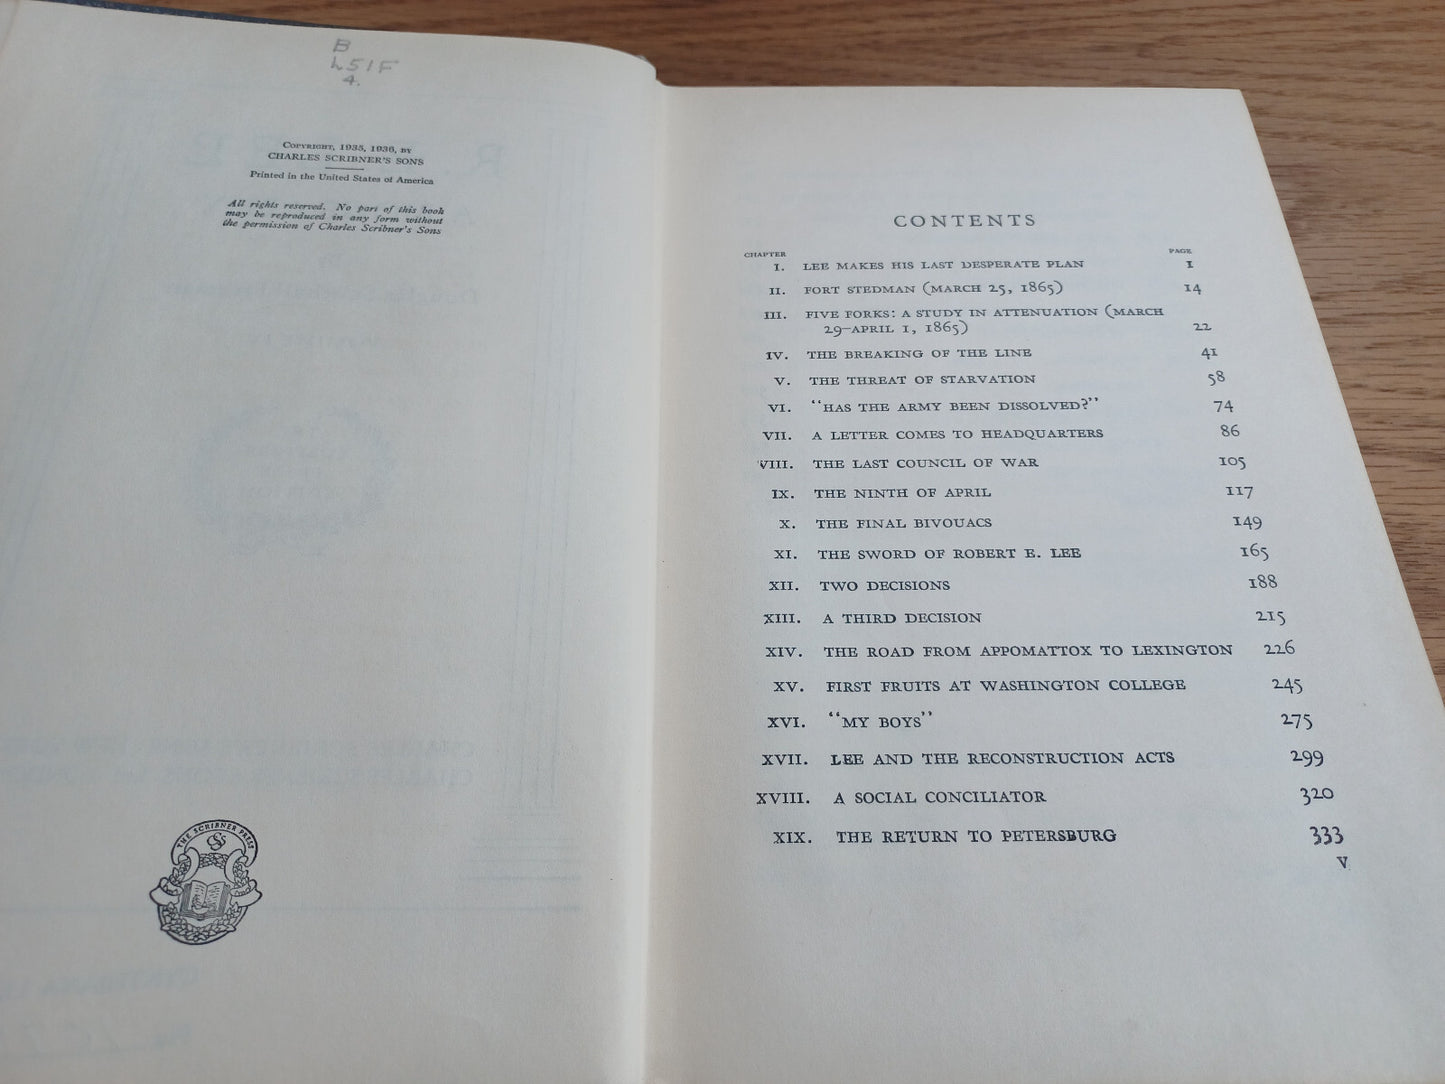 B
L51F
4.
COPYRIGHT, 1935, 1936, BY
CHARLES SCRIBNER'S SONS
Printed in the United States of America
All rights reserved. No part of this book
may be reproduced in any form without
the permission of Charles Scribner's Sons
THE SCRIBNER PRESS
CONTENTS
CHAPTER PAGE
I. LEE MAKES HIS LAST DESPERATE PLAN 1
II. FORT STEDMAN (MARCH 25, 1865) 14
III. FIVE FORKS: A STUDY IN ATTENUATION (MARCH
29–APRIL 1, 1865) 22
IV. THE BREAKING OF THE LINE 41
V. THE THREAT OF STARVATION 58
VI. "HAS THE ARMY BEEN DISSOLVED?" 74
VII. A LETTER COMES TO HEADQUARTERS 86
VIII. THE LAST COUNCIL OF WAR 105
IX. THE NINTH OF APRIL 117
X. THE FINAL BIVOUACS 149
XI. THE SWORD OF ROBERT E. LEE 165
XII. TWO DECISIONS 188
XIII. A THIRD DECISION 215
XIV. THE ROAD FROM APPOMATTOX TO LEXINGTON 226
XV. FIRST FRUITS AT WASHINGTON COLLEGE 245
XVI. "MY BOYS" 275
XVII. LEE AND THE RECONSTRUCTION ACTS 299
XVIII. A SOCIAL CONCILIATOR 320
XIX. THE RETURN TO PETERSBURG 333
V